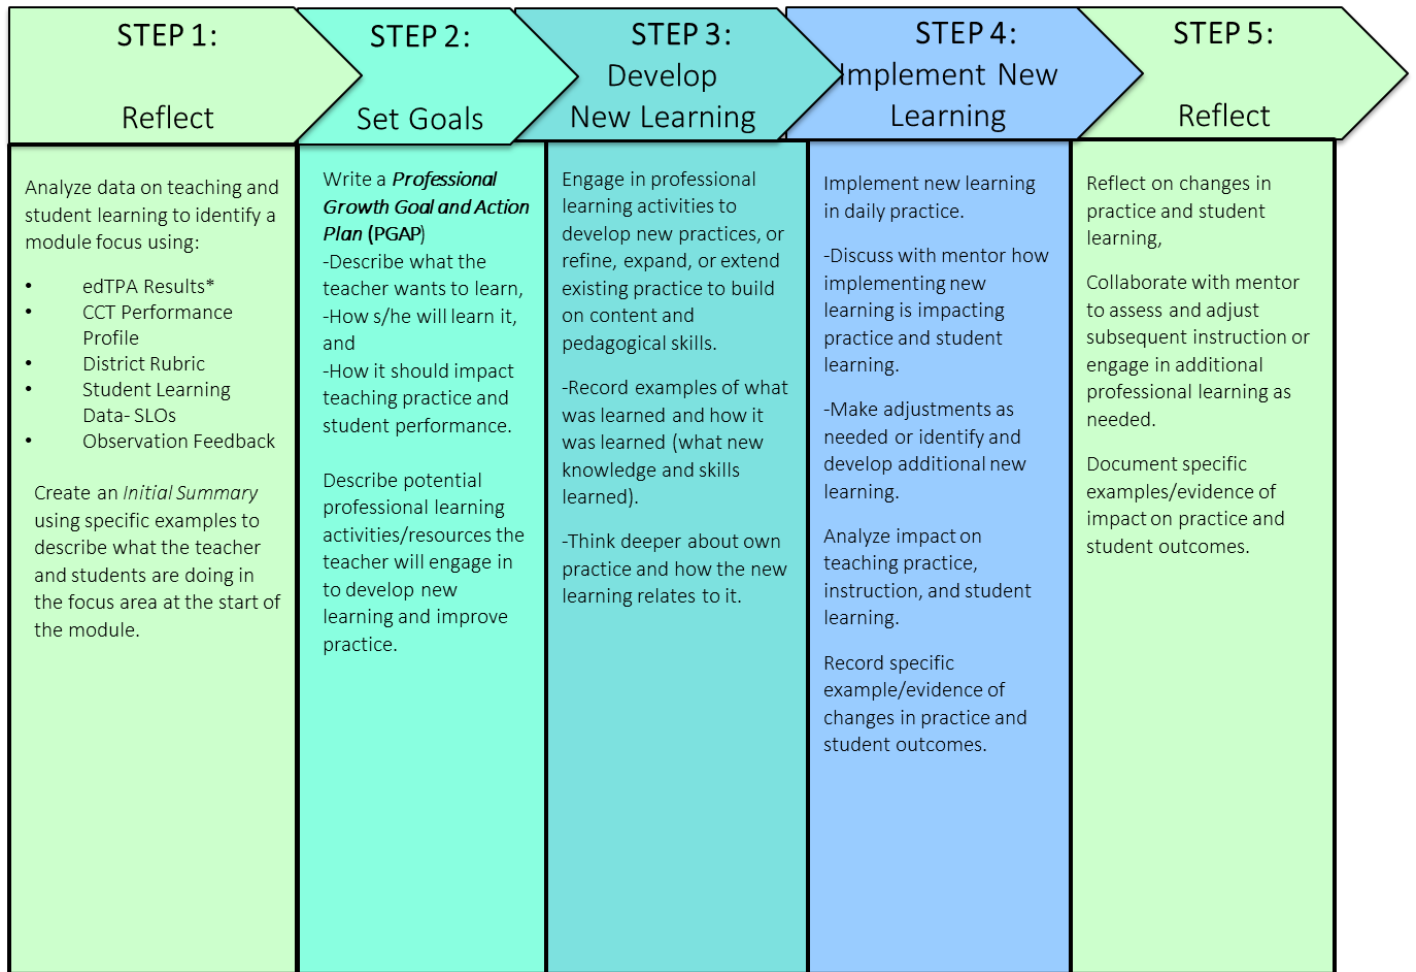 STEP 1:
Reflect
Analyze data on teaching and
student learning to identify a
module focus using:
• edTPA Results*
• CCT Performance
Profile
• District Rubric
• Student Learning
Data- SLOs
• Observation Feedback
Create an Initial Summary
using specific examples to
describe what the teacher
and students are doing in
the focus area at the start of
the module.
STEP 2:
Set Goals
Write a Professional
Growth Goal and Action
Plan (PGAP)
-Describe what the
teacher wants to learn,
-How s/he will learn it,
and
-How it should impact
teaching practice and
student performance.
Describe potential
professional learning
activities/resources the
teacher will engage in
to develop new
learning and improve
practice.
STEP 3:
Develop
New Learning
Engage in professional
learning activities to
develop new practices, or
refine, expand, or extend
existing practice to build
on content and
pedagogical skills.
-Record examples of what
was learned and how it
was learned (what new
knowledge and skills
learned).
-Think deeper about own
practice and how the new
learning relates to it.
STEP 4:
Implement New
Learning
Implement new learning
in daily practice.
-Discuss with mentor how
implementing new
learning is impacting
practice and student
learning.
-Make adjustments as
needed or identify and
develop additional new
learning.
Analyze impact on
teaching practice,
instruction, and student
learning.
Record specific
example/evidence of
changes in practice and
student outcomes.
STEP 5:
Reflect
Reflect on changes in
practice and student
learning,
Collaborate with mentor
to assess and adjust
subsequent instruction or
engage in additional
professional learning as
needed.
Document specific
examples/evidence of
impact on practice and
student outcomes.